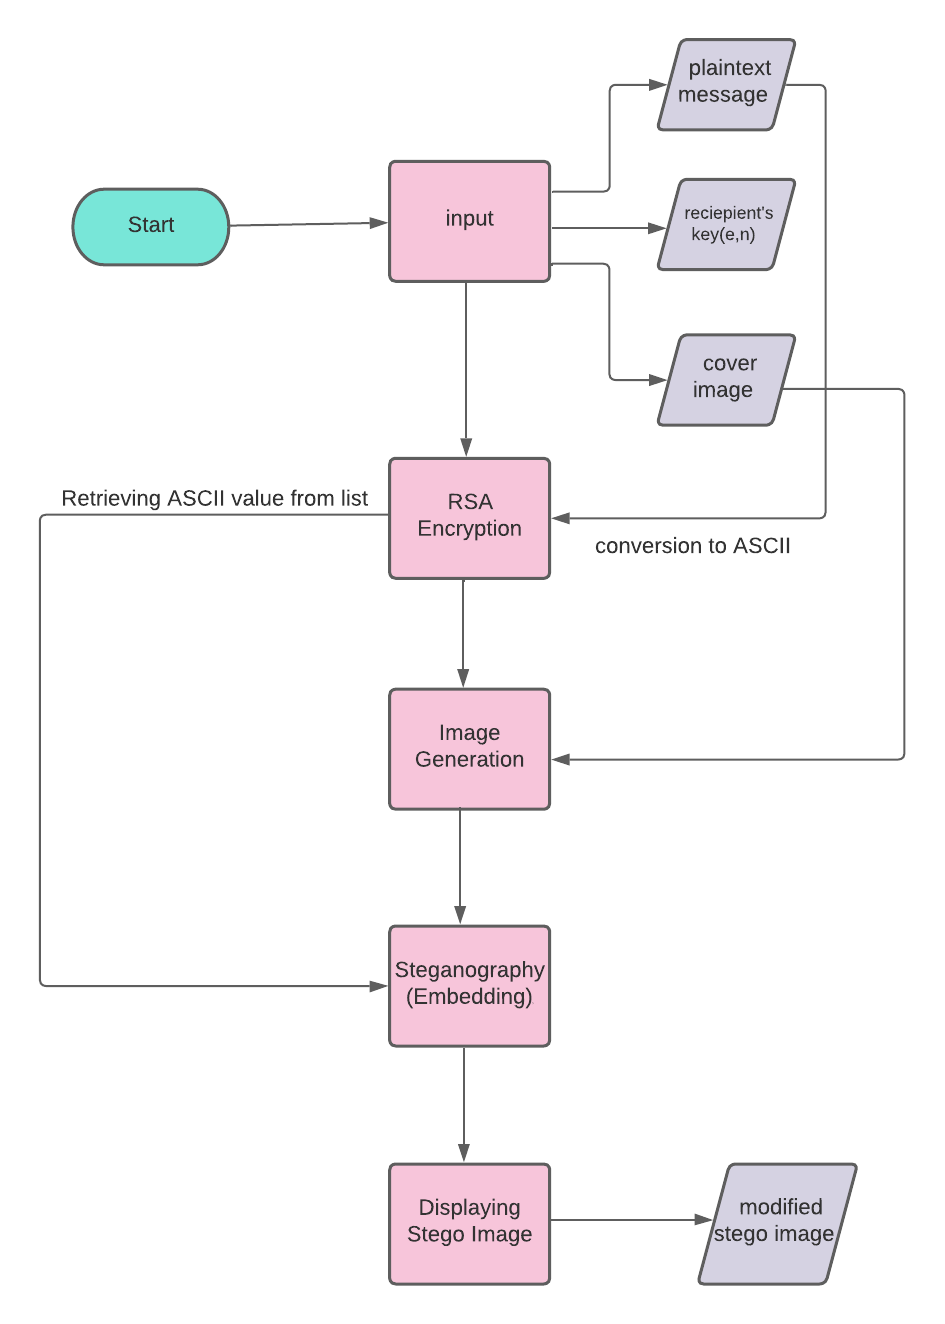 plaintext
message
Start
input
reciepient's
key(e,n)
cover
image
Retrieving ASCII value from list
RSA
Encryption
conversion to ASCII
Image
Generation
Steganography
(Embedding)
Displaying
Stego Image
modified
stego image